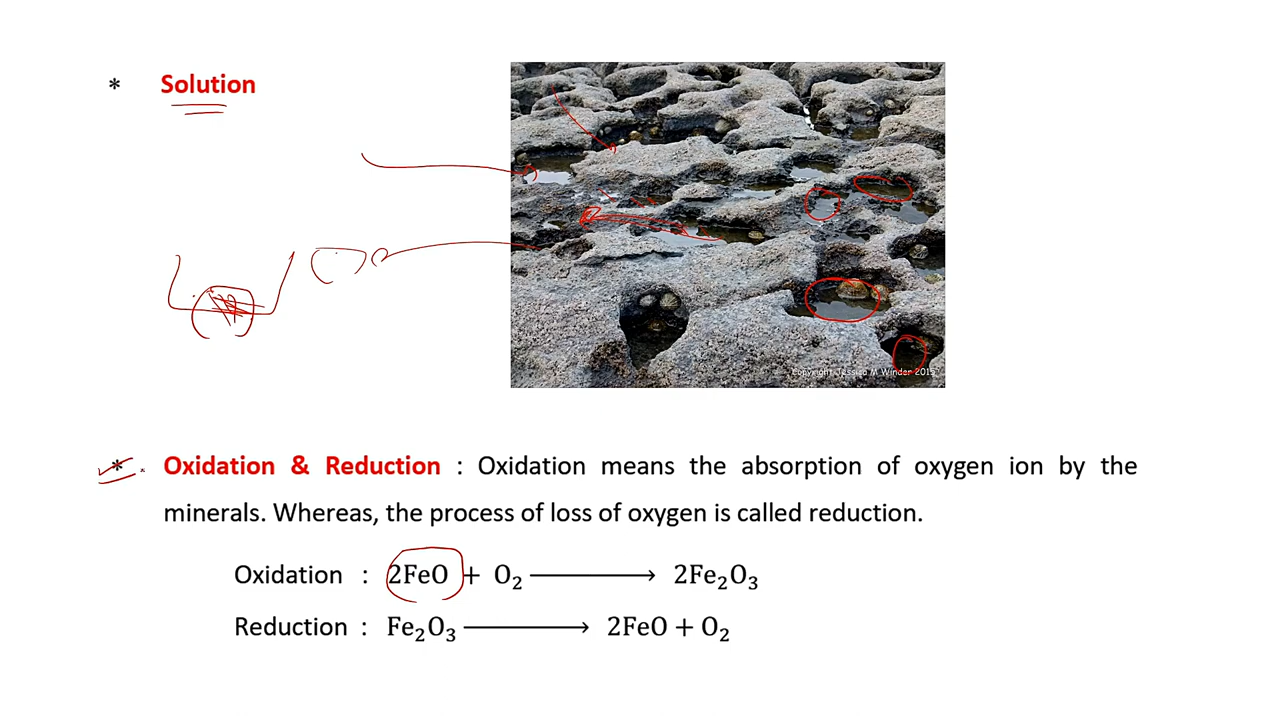 * Solution
Copyright Jessica M Winder 2015
* Oxidation & Reduction : Oxidation means the absorption of oxygen ion by the
minerals. Whereas, the process of loss of oxygen is called reduction.
Oxidation : 2FeO + O₂ ⟶ 2Fe₂O₃
Reduction : Fe₂O₃ ⟶ 2FeO + O₂